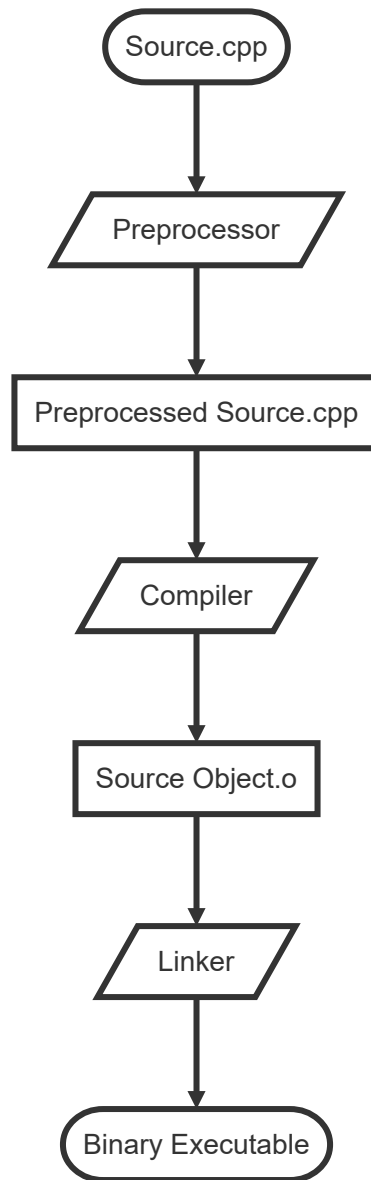 Source.cpp
Preprocessor
Preprocessed Source.cpp
Compiler
Source Object.o
Linker
Binary Executable